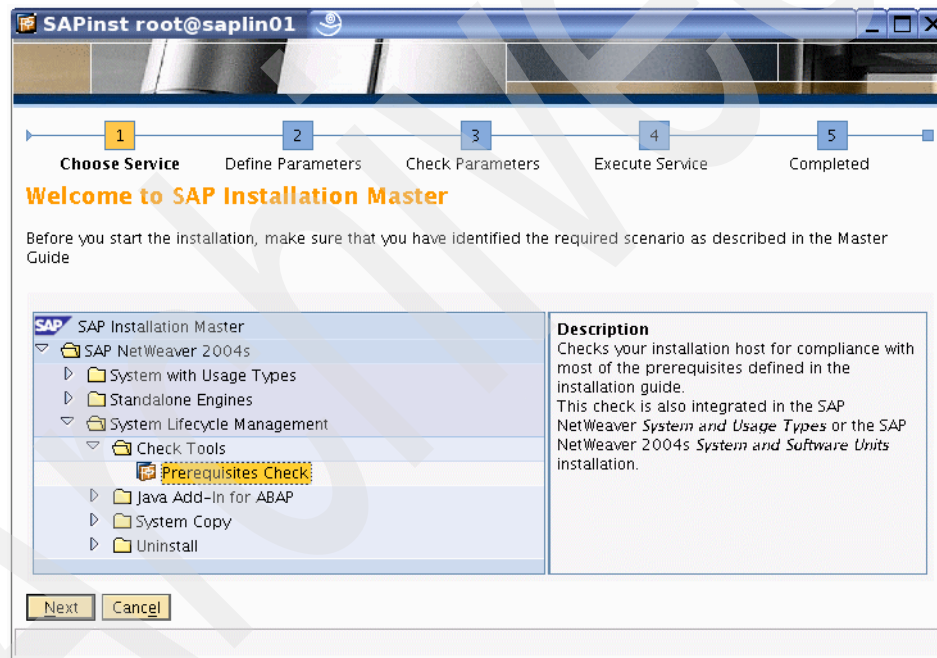 SAPinst root@saplin01
1 2 3 4 5
Choose Service Define Parameters Check Parameters Execute Service Completed
Welcome to SAP Installation Master
Before you start the installation, make sure that you have identified the required scenario as described in the Master
Guide
SAP SAP Installation Master
SAP NetWeaver 2004s
System with Usage Types
Standalone Engines
System Lifecycle Management
Check Tools
Prerequisites Check
Java Add-In for ABAP
System Copy
Uninstall
Description
Checks your installation host for compliance with
most of the prerequisites defined in the
installation guide.
This check is also integrated in the SAP
NetWeaver System and Usage Types or the SAP
NetWeaver 2004s System and Software Units
installation.
Next Cancel